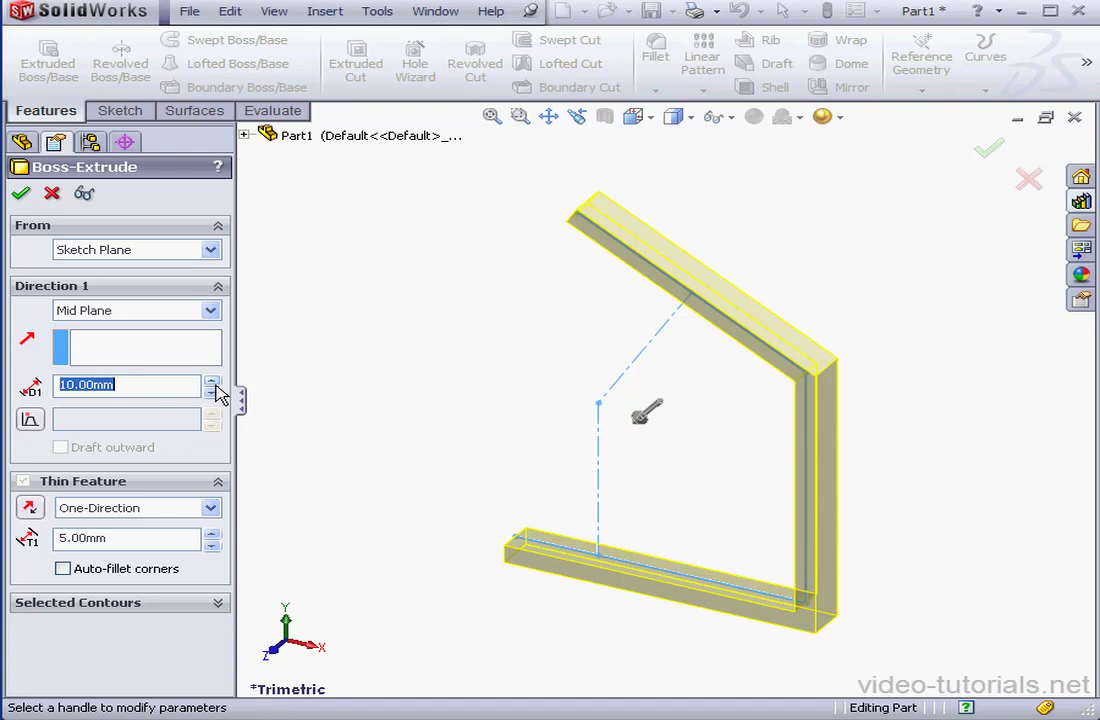 SolidWorks
File Edit View Insert Tools Window Help
Part1 *
Extruded Boss/Base
Revolved Boss/Base
Swept Boss/Base
Lofted Boss/Base
Boundary Boss/Base
Extruded Cut
Hole Wizard
Revolved Cut
Swept Cut
Lofted Cut
Boundary Cut
Fillet
Linear Pattern
Rib
Draft
Shell
Wrap
Dome
Mirror
Reference Geometry
Curves
Features Sketch Surfaces Evaluate
Part1 (Default<<Default>_...
Boss-Extrude ?
From
Sketch Plane
Direction 1
Mid Plane
D1
10.00mm
Draft outward
Thin Feature
One-Direction
T1
5.00mm
Auto-fillet corners
Selected Contours
Y
X
Z
*Trimetric
video-tutorials.net
Select a handle to modify parameters
Editing Part